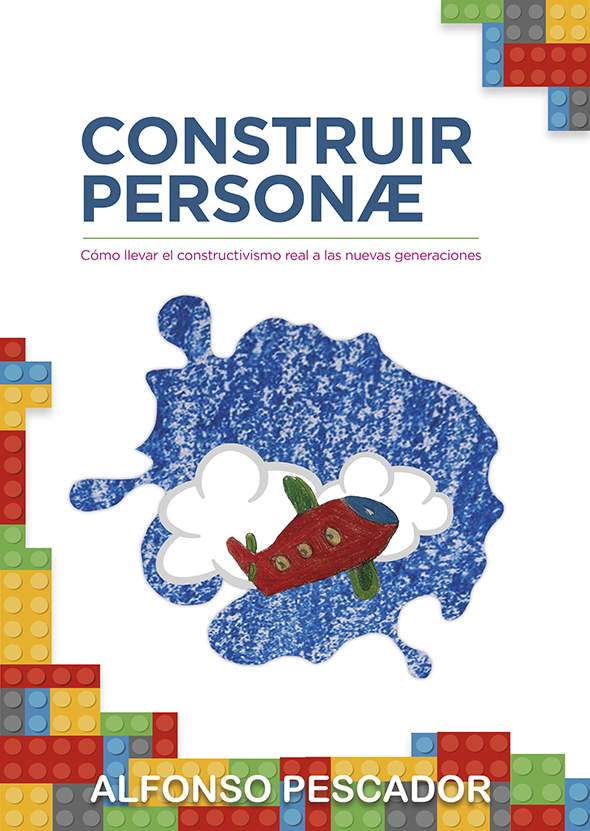 CONSTRUIR
PERSONÆ
Cómo llevar el constructivismo real a las nuevas generaciones
ALFONSO PESCADOR